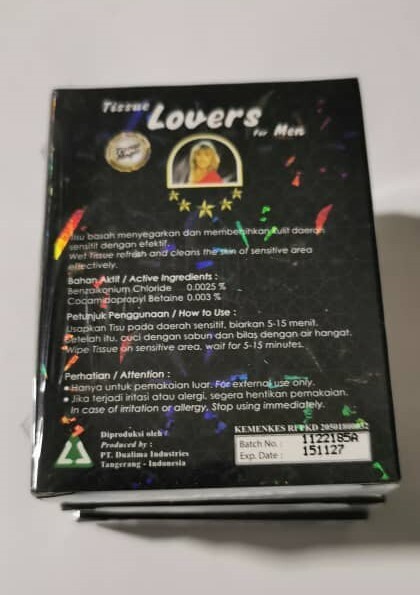 Tissue
Lovers
for Men
Tisu basah menyegarkan dan membersihkan kulit daerah
sensitif dengan efektif.
Wet Tissue refresh and cleans the skin of sensitive area
effectively.
Bahan Aktif / Active Ingredients :
Benzalkonium Chloride 0.0025 %
Cocamidopropyl Betaine 0.003 %
Petunjuk Penggunaan / How to Use :
Usapkan Tisu pada daerah sensitif, biarkan 5-15 menit.
Setelah itu, cuci dengan sabun dan bilas dengan air hangat.
Wipe Tissue on sensitive area, wait for 5-15 minutes.
Perhatian / Attention :
• Hanya untuk pemakaian luar. For external use only.
• Jika terjadi iritasi atau alergi, segera hentikan pemakaian.
In case of irritation or allergy, Stop using immediately.
Diproduksi oleh :
Produced by :
PT. Dualima Industries
Tangerang - Indonesia
KEMENKES RI PKD
Batch No. : 1122185A
Exp. Date : 151127